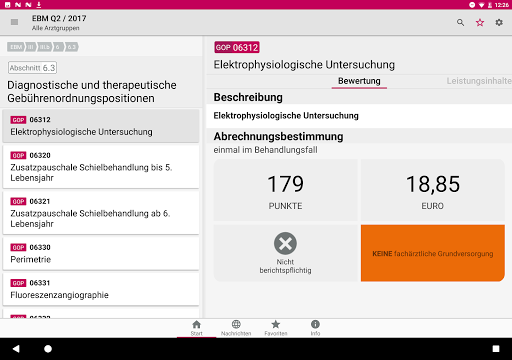 12:26
EBM Q2 / 2017
Alle Arztgruppen
EBM III III.b 6 6.3
Abschnitt 6.3
Diagnostische und therapeutische
Gebührenordnungspositionen
GOP 06312
Elektrophysiologische Untersuchung
GOP 06320
Zusatzpauschale Schielbehandlung bis 5.
Lebensjahr
GOP 06321
Zusatzpauschale Schielbehandlung ab 6.
Lebensjahr
GOP 06330
Perimetrie
GOP 06331
Fluoreszenzangiographie
GOP 06312
Elektrophysiologische Untersuchung
Bewertung
Leistungsinhalte
Beschreibung
Elektrophysiologische Untersuchung
Abrechnungsbestimmung
einmal im Behandlungsfall
179
PUNKTE
18,85
EURO
Nicht
berichtspflichtig
KEINE fachärztliche Grundversorgung
Start
Nachrichten
Favoriten
Info